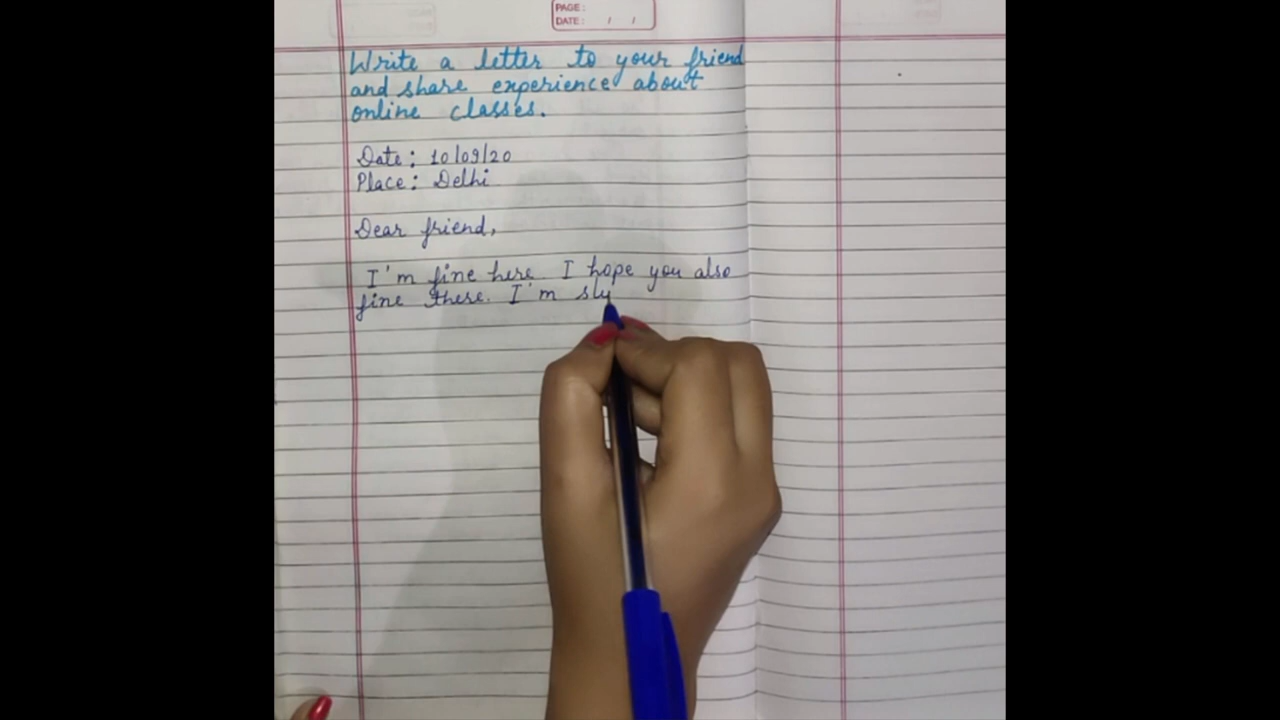 PAGE:
DATE: / /
Write a letter to your friend
and share experience about
online classes.
Date: 10/09/20
Place: Delhi
Dear friend,
I'm fine here. I hope you also
fine there. I'm